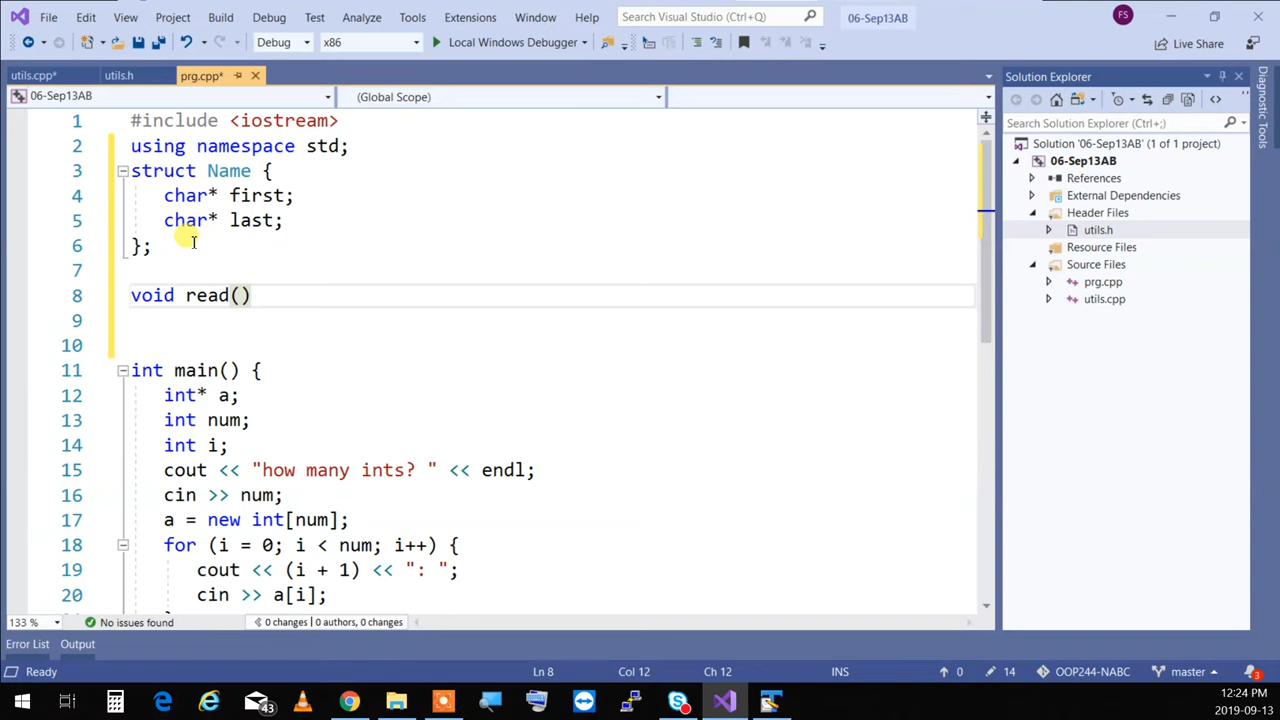 File Edit View Project Build Debug Test Analyze Tools Extensions Window Help Search Visual Studio (Ctrl+Q) 06-Sep13AB FS
Debug x86 Local Windows Debugger Live Share
utils.cpp* utils.h prg.cpp* Solution Explorer
06-Sep13AB (Global Scope)
Search Solution Explorer (Ctrl+;)
Solution '06-Sep13AB' (1 of 1 project)
06-Sep13AB
References
External Dependencies
Header Files
utils.h
Resource Files
Source Files
prg.cpp
utils.cpp
Diagnostic Tools
1 #include <iostream>
2 using namespace std;
3 struct Name {
4 char* first;
5 char* last;
6 };
7
8 void read()
9
10
11 int main() {
12 int* a;
13 int num;
14 int i;
15 cout << "how many ints? " << endl;
16 cin >> num;
17 a = new int[num];
18 for (i = 0; i < num; i++) {
19 cout << (i + 1) << ": ";
20 cin >> a[i];
133 % No issues found 0 changes | 0 authors, 0 changes
Error List Output
Ready Ln 8 Col 12 Ch 12 INS 0 14 OOP244-NABC master 3
43
12:24 PM
2019-09-13